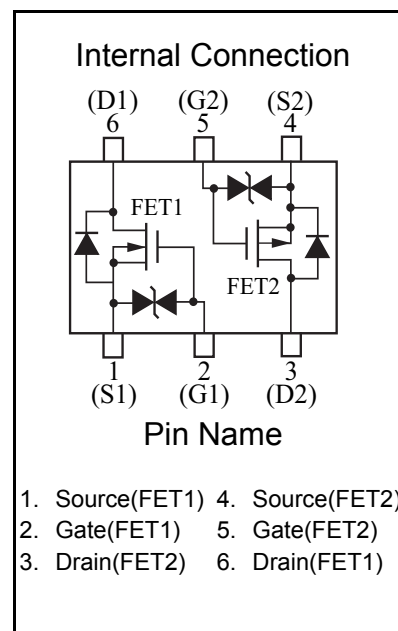 Internal Connection
(D1) (G2) (S2)
6 5 4
FET1
FET2
1 2 3
(S1) (G1) (D2)
Pin Name
1. Source(FET1) 4. Source(FET2)
2. Gate(FET1) 5. Gate(FET2)
3. Drain(FET2) 6. Drain(FET1)